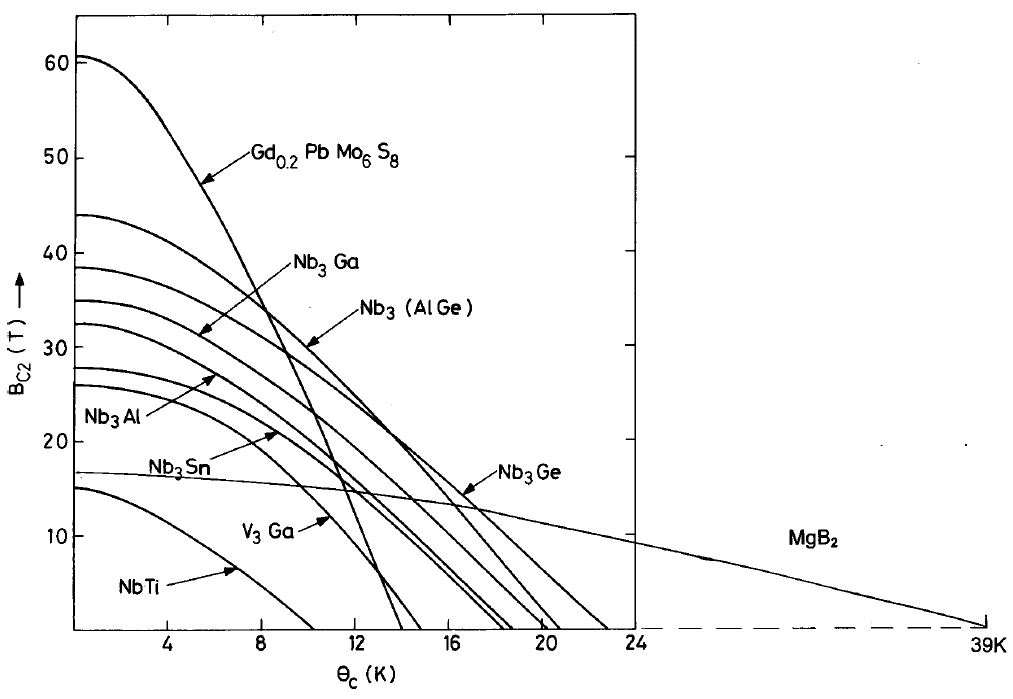 60
50
Gd0.2 Pb Mo6 S8
40
Nb3 Ga
Nb3 (Al Ge)
30
BC2 (T) →
Nb3 Al
20
Nb3 Sn
Nb3 Ge
V3 Ga
10
MgB2
NbTi
4 8 12 16 20 24 39K
Θc (K)